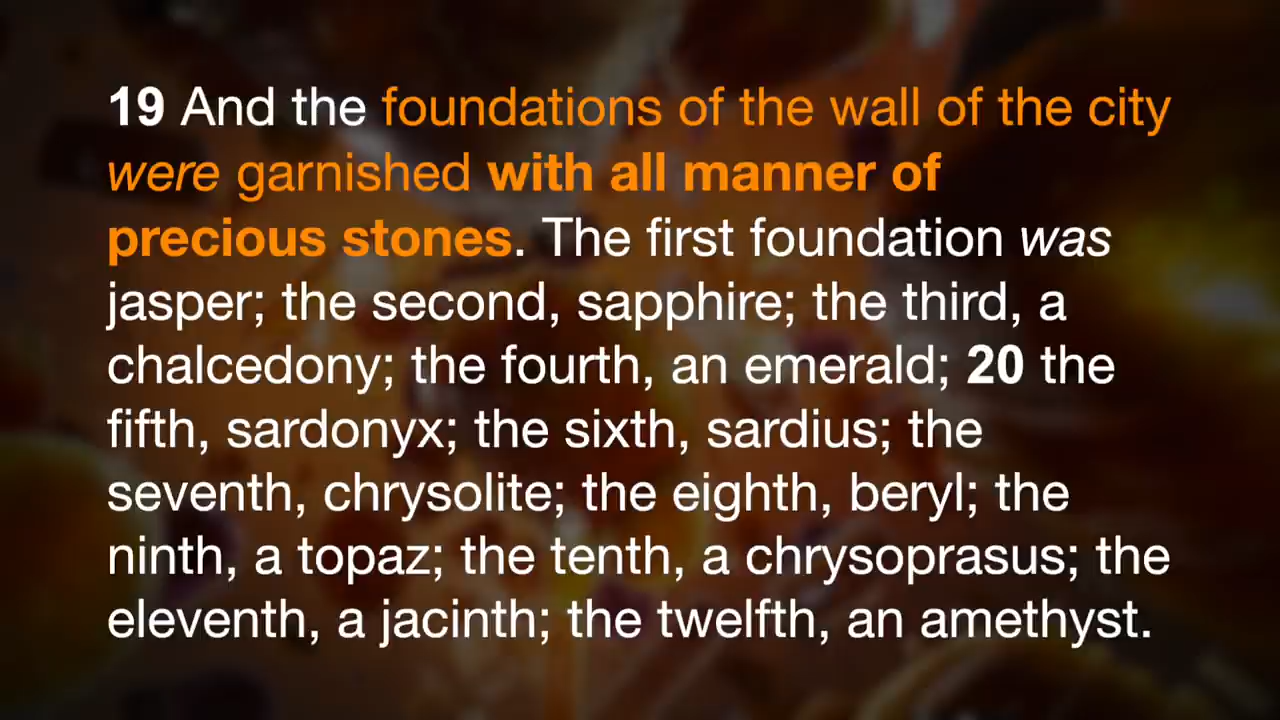 19 And the foundations of the wall of the city
were garnished with all manner of
precious stones. The first foundation was
jasper; the second, sapphire; the third, a
chalcedony; the fourth, an emerald; 20 the
fifth, sardonyx; the sixth, sardius; the
seventh, chrysolite; the eighth, beryl; the
ninth, a topaz; the tenth, a chrysoprasus; the
eleventh, a jacinth; the twelfth, an amethyst.